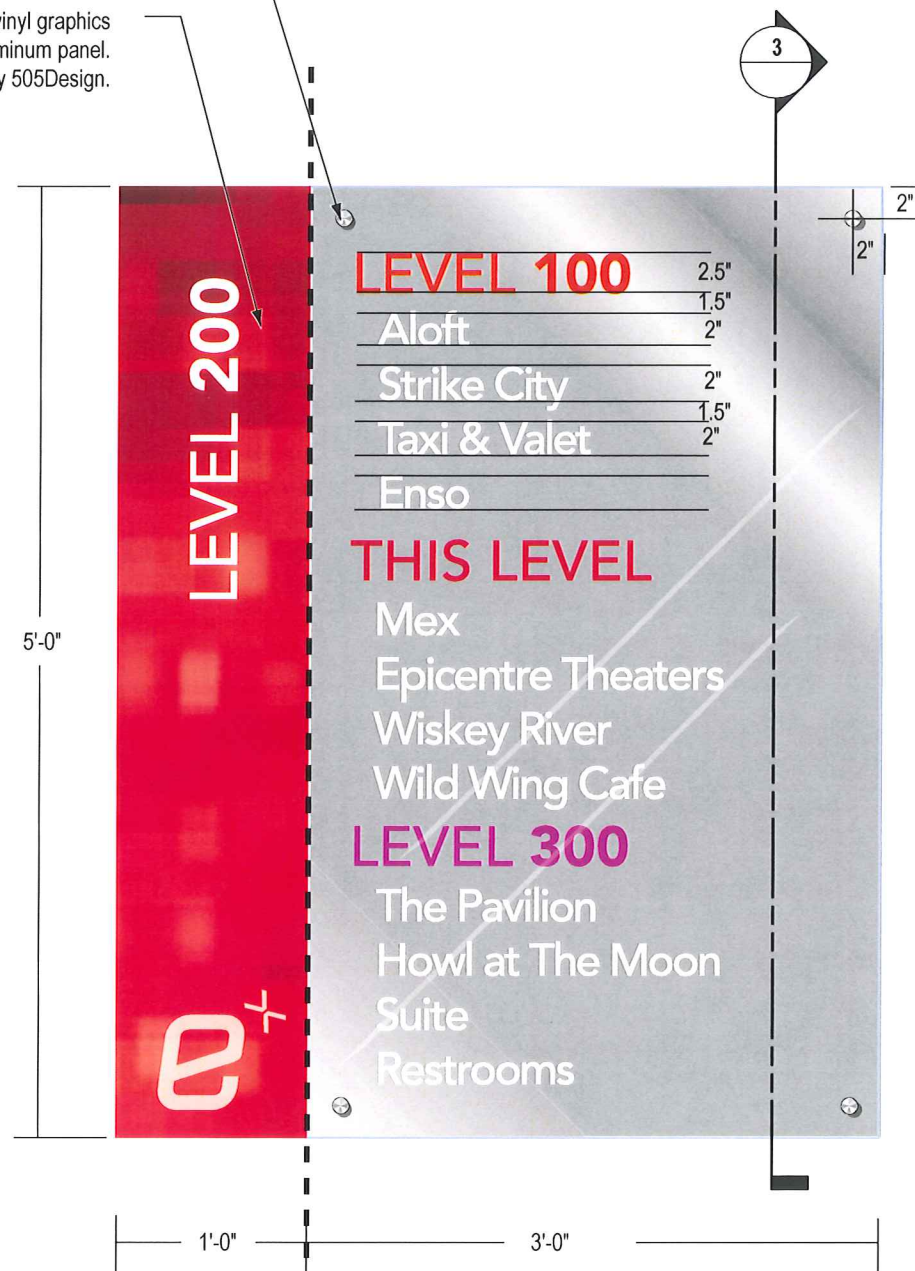 vinyl graphics
minum panel.
y 505Design.
3
2"
2"
LEVEL 200
LEVEL 100
2.5"
1.5"
Aloft
2"
Strike City
2"
1.5"
Taxi & Valet
2"
Enso
THIS LEVEL
Mex
5'-0"
Epicentre Theaters
Wiskey River
Wild Wing Cafe
LEVEL 300
The Pavilion
Howl at The Moon
Suite
Restrooms
e+
1'-0"
3'-0"